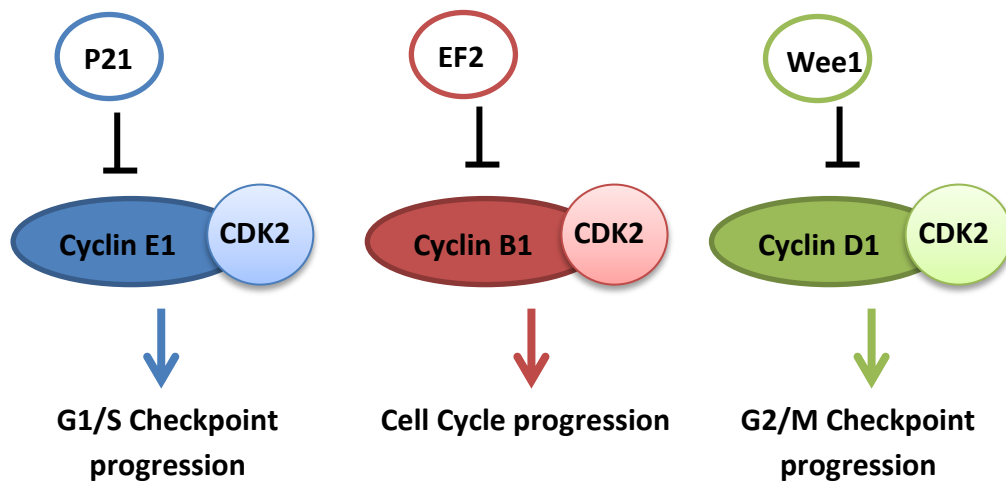 P21
EF2
Wee1
Cyclin E1
CDK2
Cyclin B1
CDK2
Cyclin D1
CDK2
G1/S Checkpoint
progression
Cell Cycle progression
G2/M Checkpoint
progression